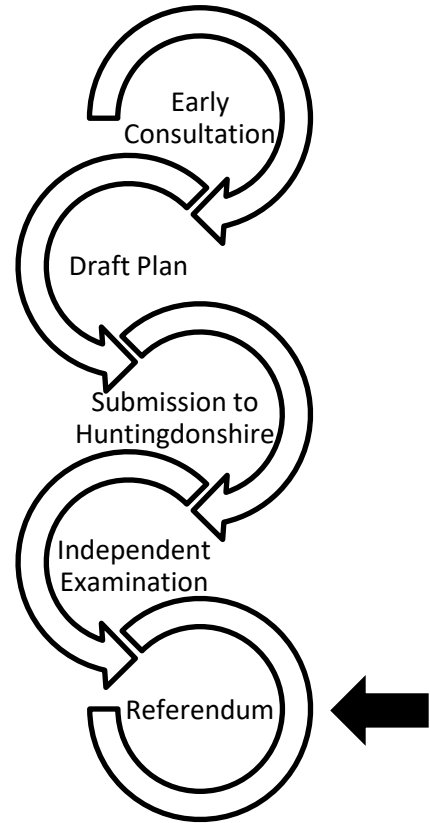 Early
Consultation
Draft Plan
Submission to
Huntingdonshire
Independent
Examination
Referendum